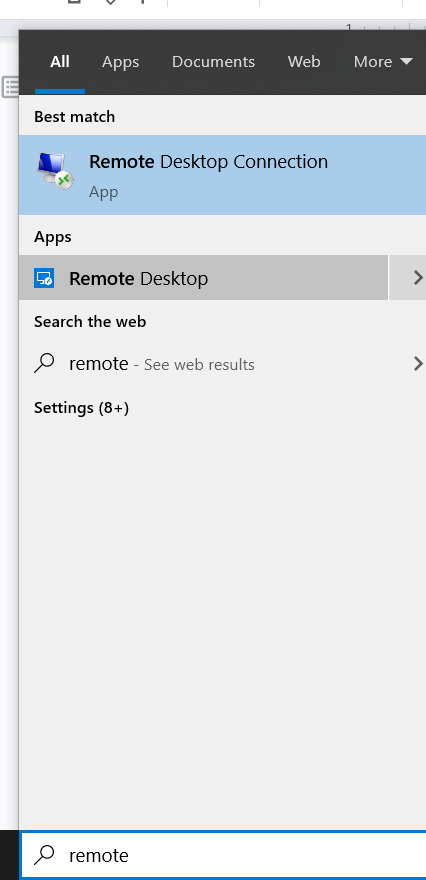 1
All Apps Documents Web More
Best match
Remote Desktop Connection
App
Apps
Remote Desktop
Search the web
remote - See web results
Settings (8+)
remote